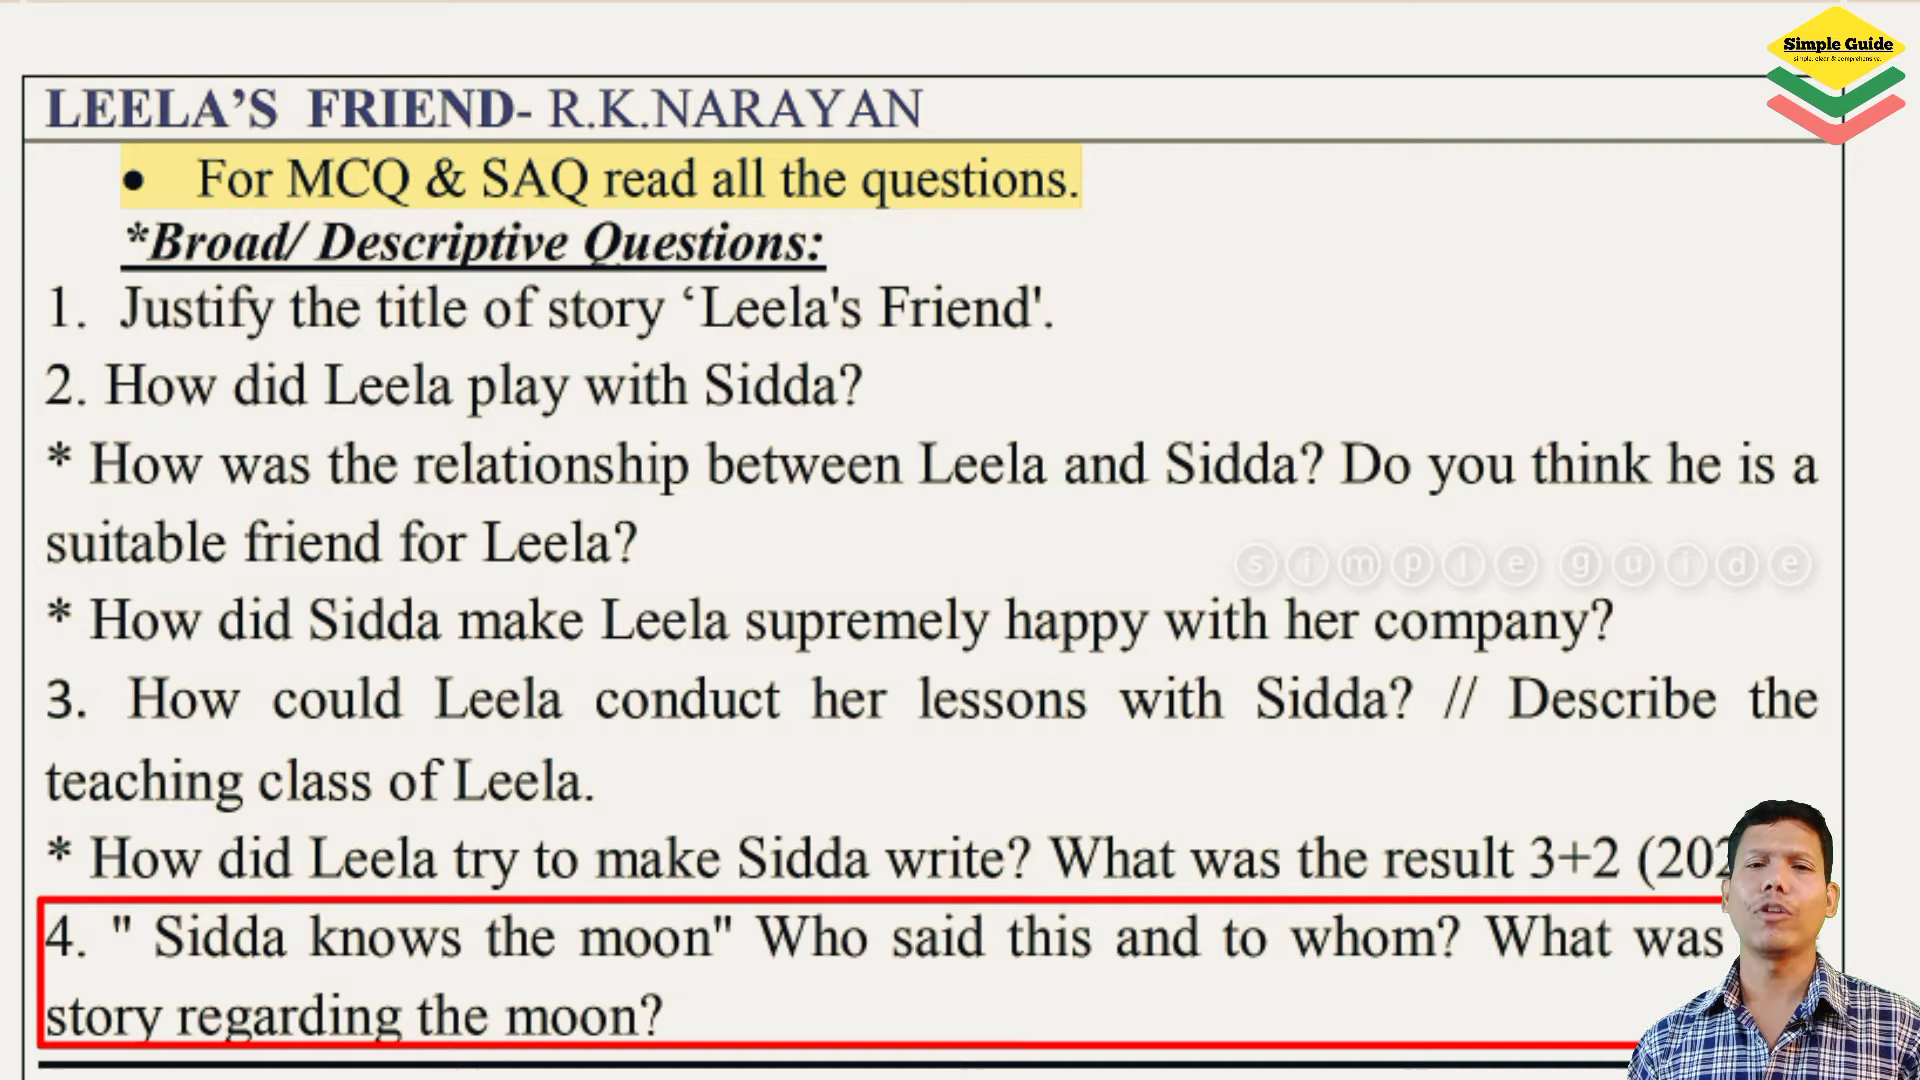 Simple Guide
simple, clear & comprehensive.
LEELA'S FRIEND- R.K.NARAYAN
• For MCQ & SAQ read all the questions.
*Broad/ Descriptive Questions:
1. Justify the title of story ‘Leela's Friend'.
2. How did Leela play with Sidda?
* How was the relationship between Leela and Sidda? Do you think he is a
suitable friend for Leela?
simple guide
* How did Sidda make Leela supremely happy with her company?
3. How could Leela conduct her lessons with Sidda? // Describe the
teaching class of Leela.
* How did Leela try to make Sidda write? What was the result 3+2 (202
4. " Sidda knows the moon" Who said this and to whom? What was
story regarding the moon?